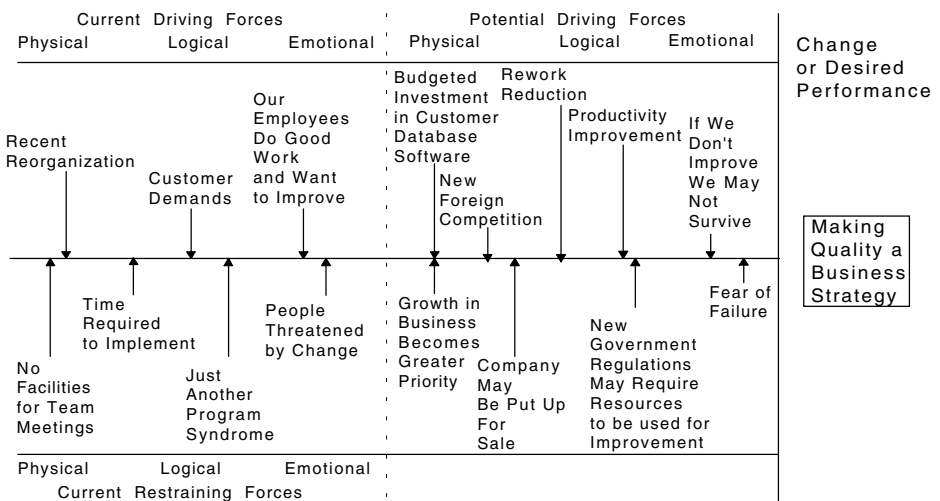 Current Driving Forces
Physical Logical Emotional
Potential Driving Forces
Physical Logical Emotional
Change
or Desired
Performance
Recent
Reorganization
Customer
Demands
Our
Employees
Do Good
Work
and Want
to Improve
Budgeted
Investment
in Customer
Database
Software
New
Foreign
Competition
Rework
Reduction
Productivity
Improvement
If We
Don't
Improve
We May
Not
Survive
Making
Quality a
Business
Strategy
No
Facilities
for Team
Meetings
Time
Required
to Implement
Just
Another
Program
Syndrome
People
Threatened
by Change
Growth in
Business
Becomes
Greater
Priority
Company
May
Be Put Up
For
Sale
New
Government
Regulations
May Require
Resources
to be used for
Improvement
Fear of
Failure
Physical Logical Emotional
Current Restraining Forces